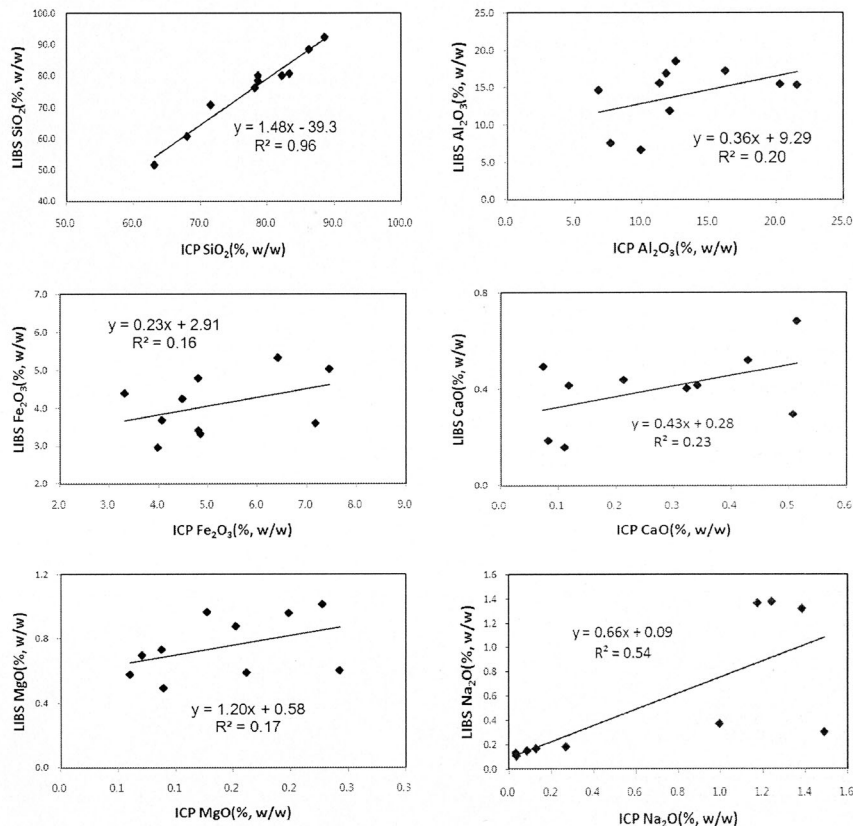 100.0
90.0
80.0
70.0
60.0
50.0
40.0
LIBS SiO₂(%, w/w)
y = 1.48x - 39.3
R² = 0.96
50.0 60.0 70.0 80.0 90.0 100.0
ICP SiO₂(%, w/w)
25.0
20.0
15.0
10.0
5.0
0.0
LIBS Al₂O₃(%, w/w)
y = 0.36x + 9.29
R² = 0.20
0.0 5.0 10.0 15.0 20.0 25.0
ICP Al₂O₃(%, w/w)
7.0
6.0
5.0
4.0
3.0
2.0
LIBS Fe₂O₃(%, w/w)
y = 0.23x + 2.91
R² = 0.16
2.0 3.0 4.0 5.0 6.0 7.0 8.0 9.0
ICP Fe₂O₃(%, w/w)
0.8
0.4
0.0
LIBS CaO(%, w/w)
y = 0.43x + 0.28
R² = 0.23
0.0 0.1 0.2 0.3 0.4 0.5 0.6
ICP CaO(%, w/w)
1.2
0.8
0.4
0.0
LIBS MgO(%, w/w)
y = 1.20x + 0.58
R² = 0.17
0.1 0.1 0.2 0.2 0.3 0.3
ICP MgO(%, w/w)
1.6
1.4
1.2
1.0
0.8
0.6
0.4
0.2
0.0
LIBS Na₂O(%, w/w)
y = 0.66x + 0.09
R² = 0.54
0.0 0.2 0.4 0.6 0.8 1.0 1.2 1.4 1.6
ICP Na₂O(%, w/w)